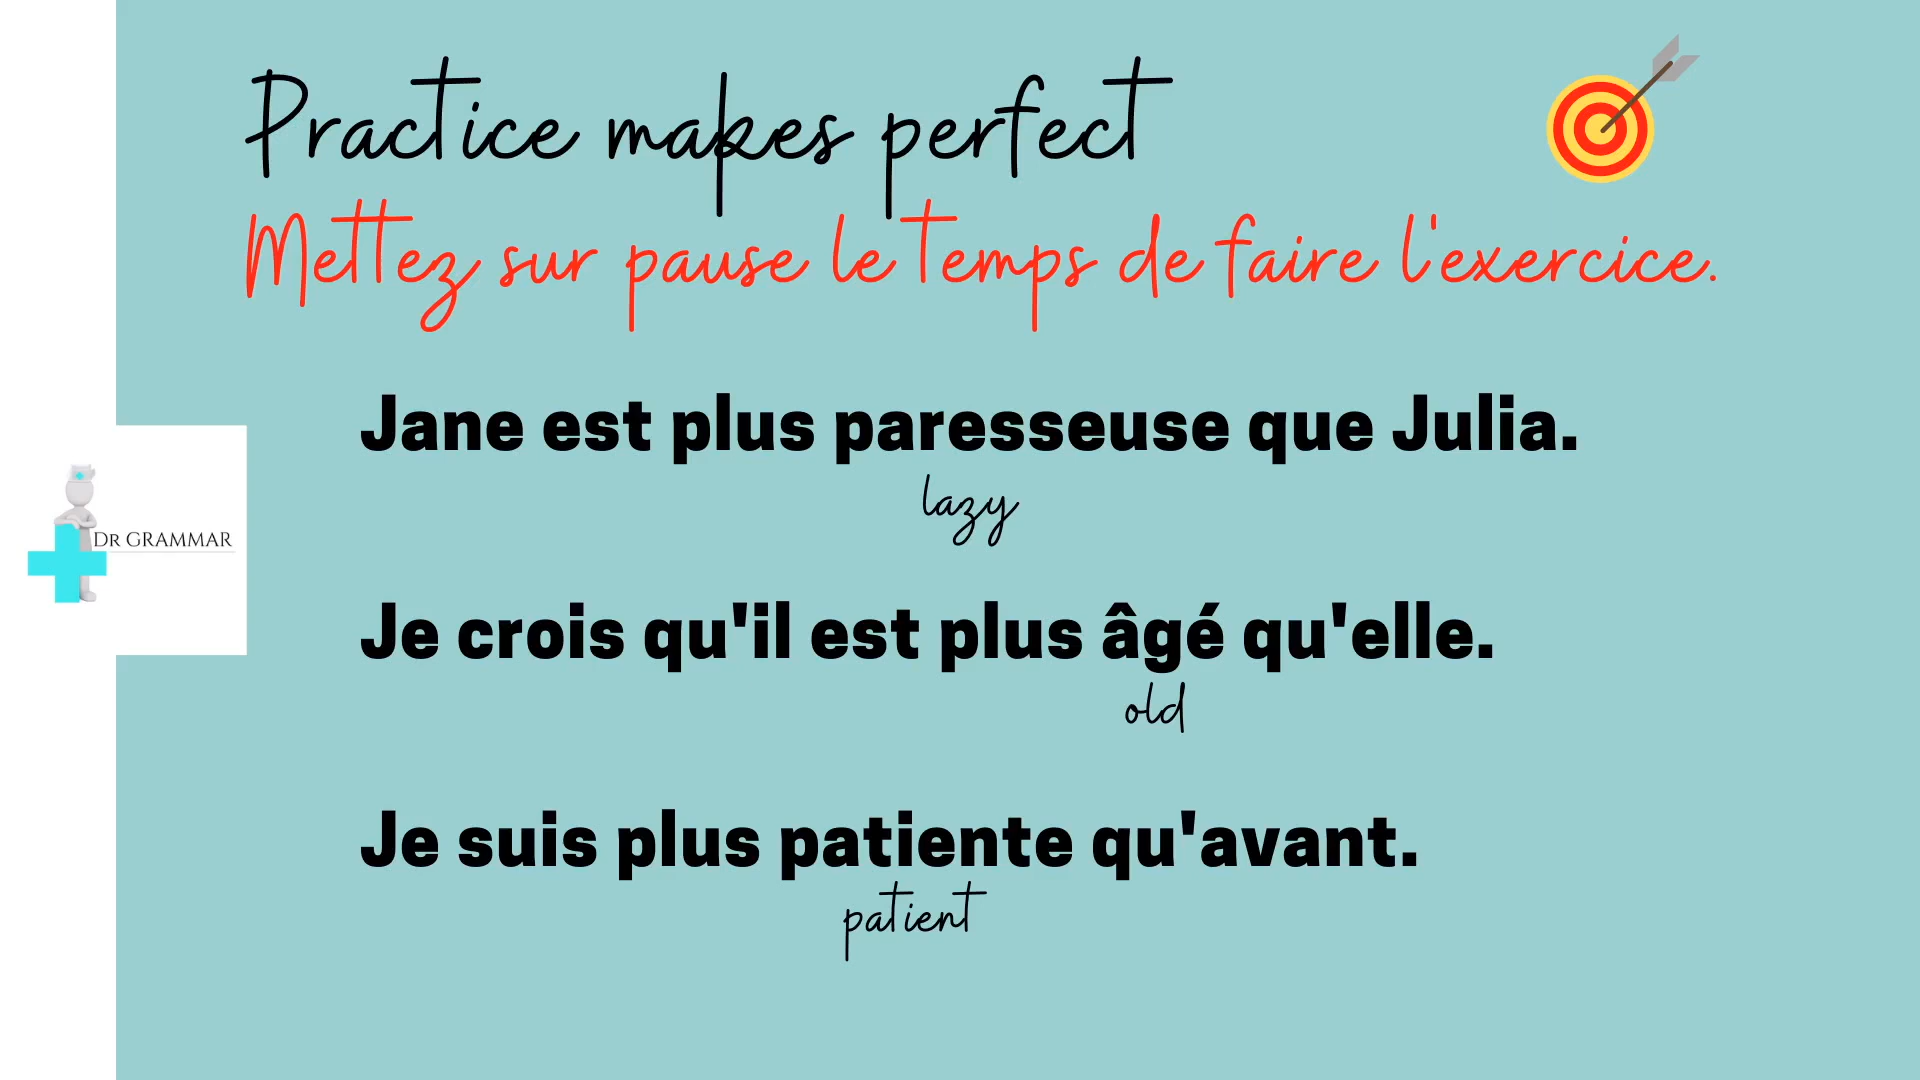 Practice makes perfect
Mettez sur pause le temps de faire l'exercice.
Jane est plus paresseuse que Julia.
lazy
DR GRAMMAR
Je crois qu'il est plus âgé qu'elle.
old
Je suis plus patiente qu'avant.
patient